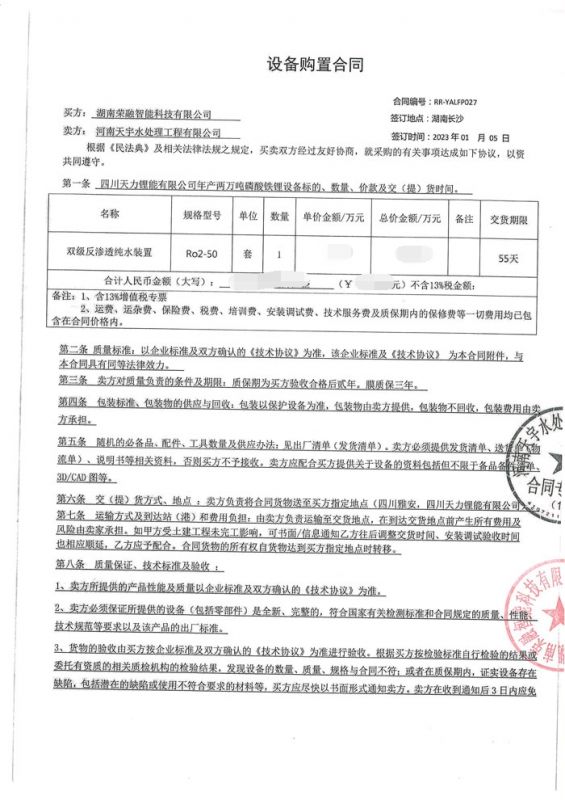 设备购置合同
合同编号：RR-YALFP027
买方：湖南荣融智能科技有限公司
签订地点：湖南长沙
卖方：河南天宇水处理工程有限公司
签订时间：2023 年 01 月 05 日
根据《民法典》及相关法律法规之规定，买卖双方经过友好协商，就采购的有关事项达成如下协议，以资
共同遵守。
第一条 四川天力锂能有限公司年产两万吨磷酸铁锂设备标的、数量、价款及交（提）货时间。
名称 规格型号 单位 数量 单价金额/万元 总价金额/万元 备注 交货期限
双级反渗透纯水装置 Ro2-50 套 1 55天
合计人民币金额（大写）： （￥ 元）不含13%税金额：
备注：1、含13%增值税专票
2、运费、运杂费、保险费、税费、培训费、安装调试费、技术服务费及质保期内的保修费等一切费用均已包
含在合同价格内。
第二条 质量标准：以企业标准及双方确认的《技术协议》为准，该企业标准及《技术协议》 为本合同附件，与
本合同具有同等法律效力。
第三条 卖方对质量负责的条件及期限：质保期为买方验收合格后贰年。膜质保三年。
第四条 包装标准、包装物的供应与回收：包装以保护设备为准，包装物由卖方提供，包装物不回收，包装费用由卖
方承担。
第五条 随机的必备品、配件、工具数量及供应办法：见出厂清单（发货清单）。卖方必须提供发货清单、送货单（物
流单）、说明书等相关资料，否则买方不予接收。卖方应配合买方提供关于设备的资料包括但不限于备品备件清单、
3D/CAD 图等。
第六条 交（提）货方式、地点 ：卖方负责将合同货物送至买方指定地点（四川雅安，四川天力锂能有限公司
第七条 运输方式及到达站（港）和费用负担：由卖方负责运输至交货地点，在到达交货地点前产生所有费用及
风险由卖家承担。如甲方受土建工程未完工影响，可书面/信息通知乙方往后调整交货时间、安装调试验收时间
也相应顺延，乙方应予配合。合同货物的所有权自货物达到买方指定地点时转移。
第八条 质量保证、技术标准及验收：
1、卖方所提供的产品性能及质量以企业标准及双方确认的《技术协议》为准。
2、卖方必须保证所提供的设备（包括零部件）是全新、完整的，符合国家有关检测标准和合同规定的质量、性能、
技术规范等要求以及该产品的出厂标准。
3、货物的验收由买方按企业标准及双方确认的《技术协议》为准进行验收。根据买方按检验标准自行检验的结果或
委托有资质的相关质检机构的检验结果，发现设备的数量、质量、规格与合同不符；或者在质保期内，证实设备存在
缺陷，包括潜在的缺陷或使用不符合要求的材料等，买方应尽快以书面形式通知卖方。卖方在收到通知后 3 日内应免